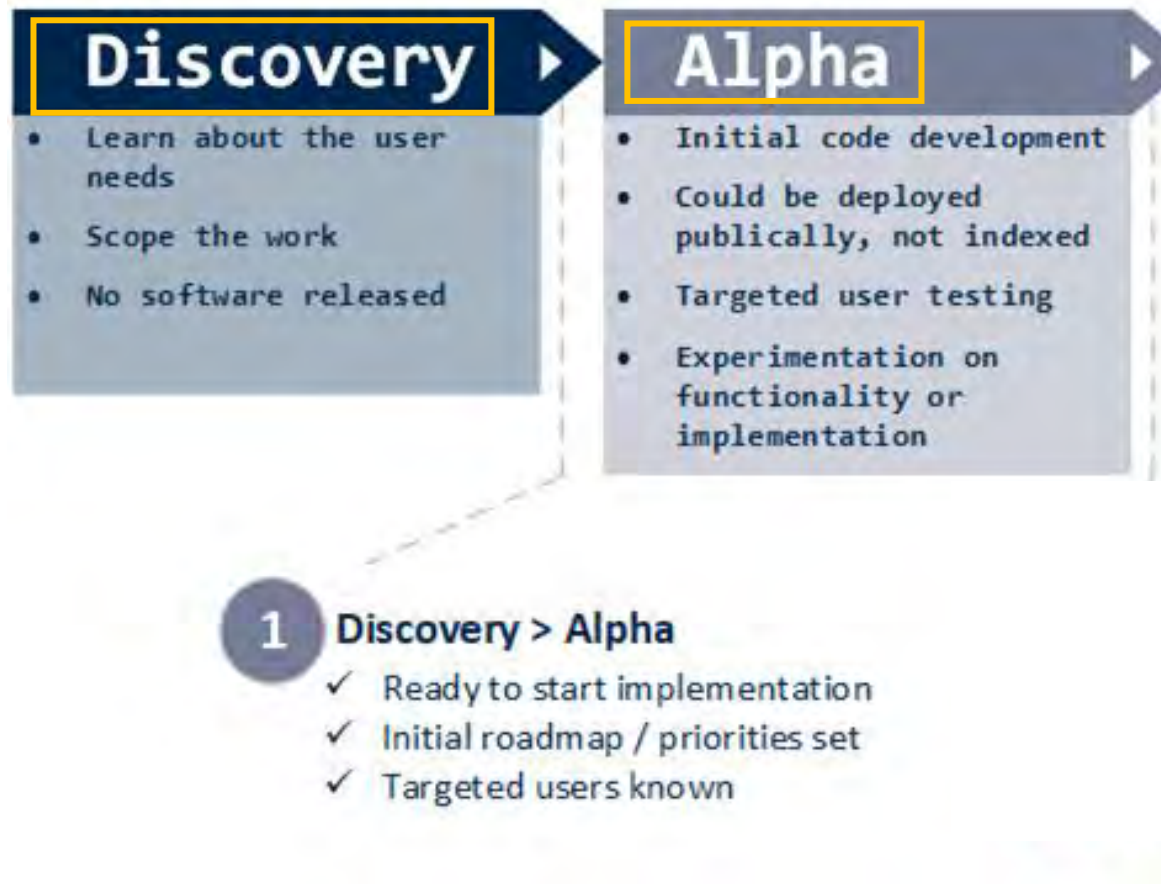 Discovery
• Learn about the user
needs
• Scope the work
• No software released
Alpha
• Initial code development
• Could be deployed
publically, not indexed
• Targeted user testing
• Experimentation on
functionality or
implementation
1
Discovery > Alpha
✓ Ready to start implementation
✓ Initial roadmap / priorities set
✓ Targeted users known